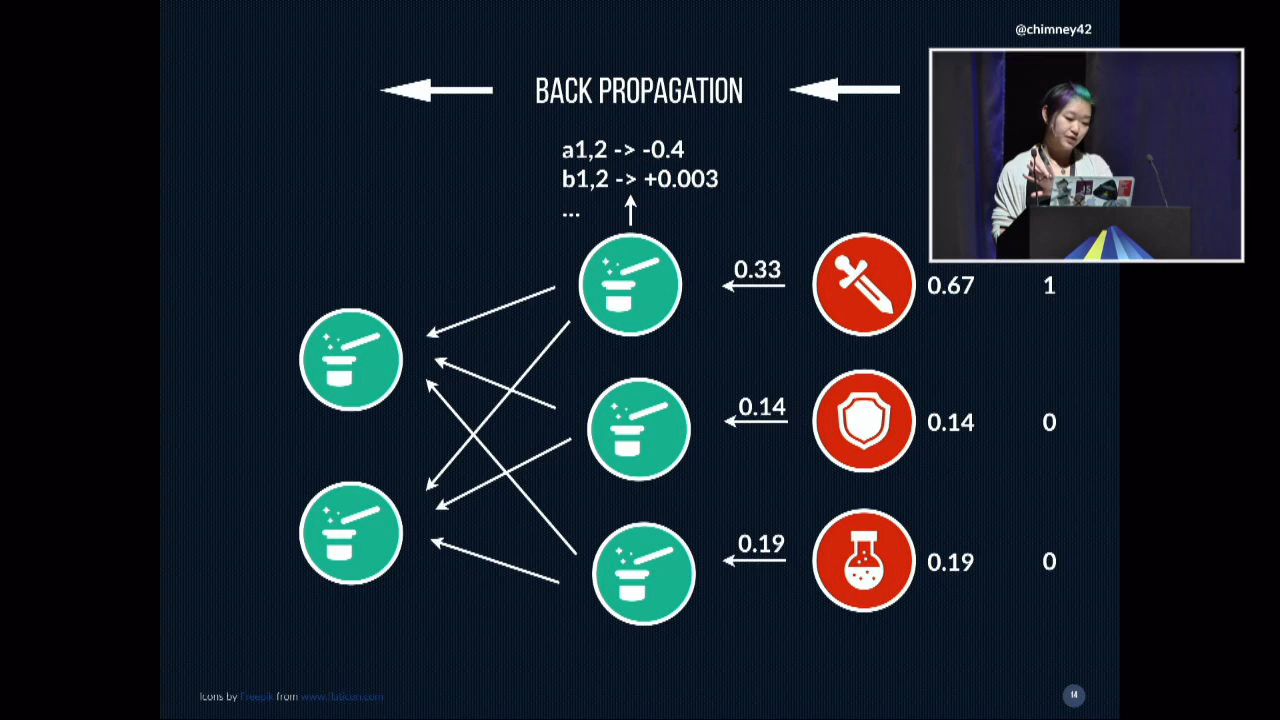 @chimney42
BACK PROPAGATION
a1,2 -> -0.4
b1,2 -> +0.003
...
0.33
0.67
1
0.14
0.14
0
0.19
0.19
0
JS
Icons by Freepik from www.flaticon.com
14